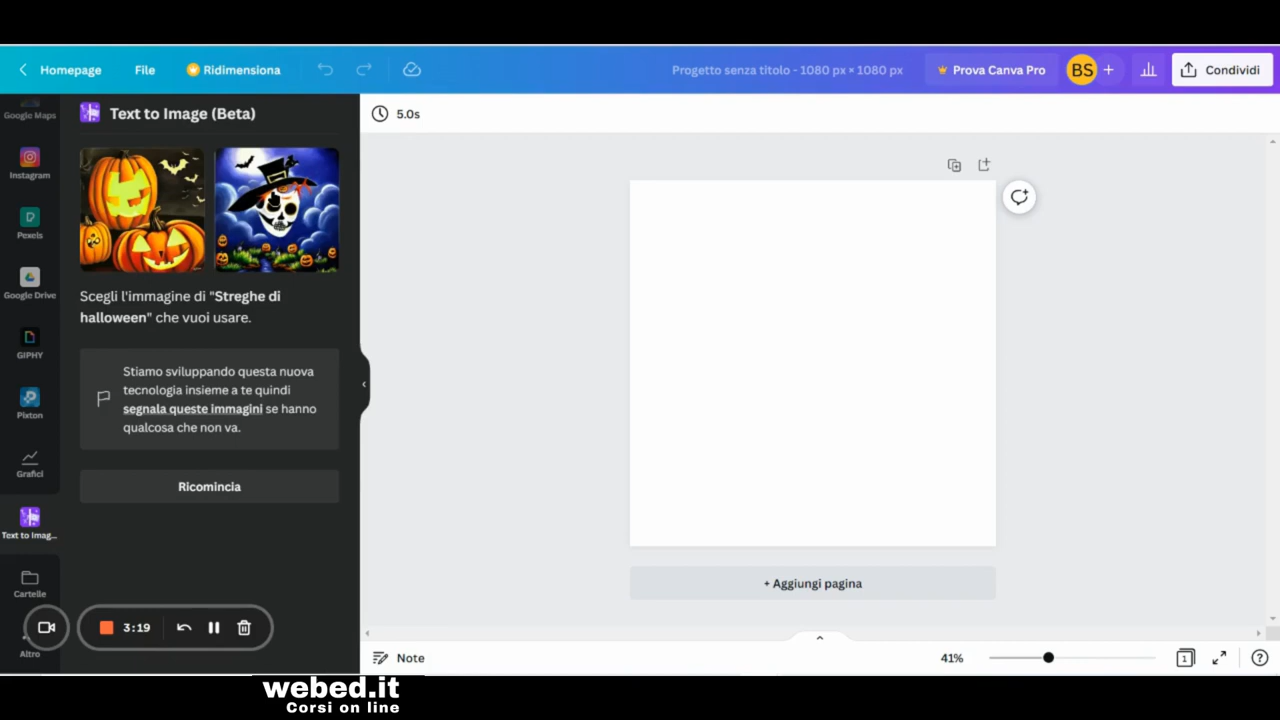 Homepage
File
Ridimensiona
Progetto senza titolo - 1080 px × 1080 px
Prova Canva Pro
BS
+
Condividi
Google Maps
Instagram
Pexels
Google Drive
GIPHY
Pixton
Grafici
Text to Imag...
Cartelle
Altro
Text to Image (Beta)
Scegli l'immagine di "Streghe di
halloween" che vuoi usare.
Stiamo sviluppando questa nuova
tecnologia insieme a te quindi
segnala queste immagini se hanno
qualcosa che non va.
Ricomincia
3:19
5.0s
+ Aggiungi pagina
Note
41%
1
?
webed.it
Corsi on line